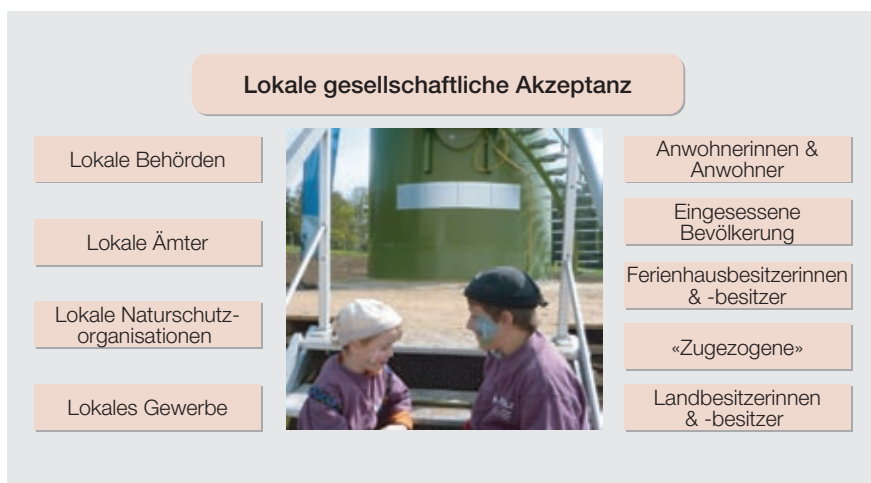 Lokale gesellschaftliche Akzeptanz
Lokale Behörden
Lokale Ämter
Lokale Naturschutz-
organisationen
Lokales Gewerbe
Anwohnerinnen &
Anwohner
Eingesessene
Bevölkerung
Ferienhausbesitzerinnen
& -besitzer
«Zugezogene»
Landbesitzerinnen
& -besitzer